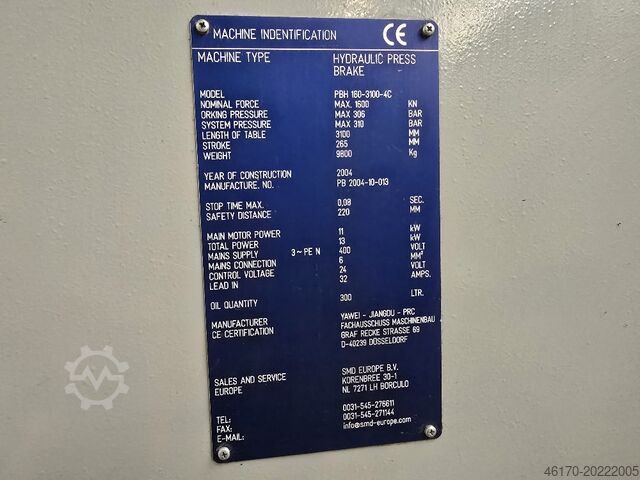 MACHINE INDENTIFICATION CE
MACHINE TYPE HYDRAULIC PRESS
BRAKE
MODEL PBH 160-3100-4C
NOMINAL FORCE MAX. 1600 KN
ORKING PRESSURE MAX 306 BAR
SYSTEM PRESSURE MAX 310 BAR
LENGTH OF TABLE 3100 MM
STROKE 265 MM
WEIGHT 9800 Kg
YEAR OF CONSTRUCTION 2004
MANUFACTURE. NO. PB 2004-10-013
STOP TIME MAX. 0,08 SEC.
SAFETY DISTANCE 220 MM
MAIN MOTOR POWER 11 kW
TOTAL POWER 13 kW
MAINS SUPPLY 3~PE N 400 VOLT
MAINS CONNECTION 6 MM²
CONTROL VOLTAGE 24 VOLT
LEAD IN 32 AMPS.
OIL QUANTITY 300 LTR.
MANUFACTURER YAWEI - JIANGDU - PRC
CE CERTIFICATION FACHAUSSCHUSS MASCHINENBAU
GRAF RECKE STRASSE 69
D-40239 DÜSSELDORF
SALES AND SERVICE SMD EUROPE B.V.
EUROPE KORENBREE 30-1
NL 7271 LH BORCULO
TEL: 0031-545-276611
FAX: 0031-545-271144
E-MAIL: info@smd-europe.com
46170-20222005